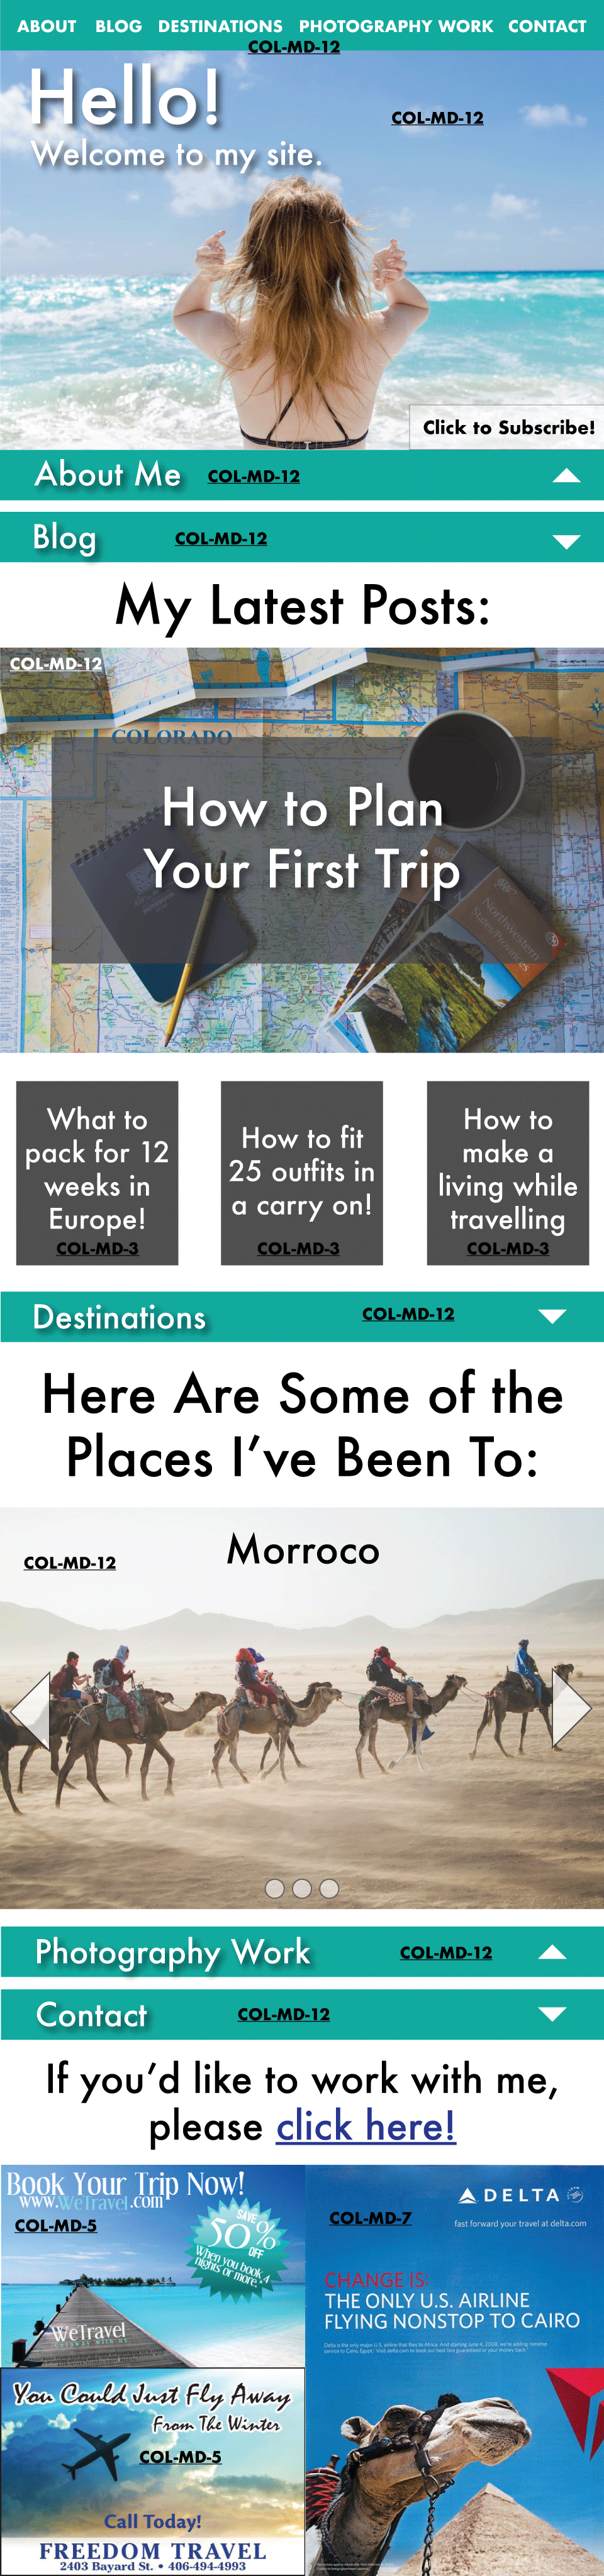 ABOUT BLOG DESTINATIONS PHOTOGRAPHY WORK CONTACT
COL-MD-12
Hello!
COL-MD-12
Welcome to my site.
Click to Subscribe!
About Me COL-MD-12
Blog COL-MD-12
My Latest Posts:
COL-MD-12
COLORADO
How to Plan
Your First Trip
Northwestern
States/Provinces
What to
pack for 12
weeks in
Europe!
COL-MD-3
How to fit
25 outfits in
a carry on!
COL-MD-3
How to
make a
living while
travelling
COL-MD-3
Destinations COL-MD-12
Here Are Some of the
Places I’ve Been To:
Morroco
COL-MD-12
Photography Work COL-MD-12
Contact COL-MD-12
If you’d like to work with me,
please click here!
Book Your Trip Now!
www.WeTravel.com
COL-MD-5
SAVE
50%
OFF
When you book 4
nights or more.*
WeTravel
You Could Just Fly Away
From The Winter
COL-MD-5
Call Today!
FREEDOM TRAVEL
2403 Bayard St. • 406-494-4993
COL-MD-7
DELTA
fast forward your travel at delta.com
CHANGE IS:
THE ONLY U.S. AIRLINE
FLYING NONSTOP TO CAIRO